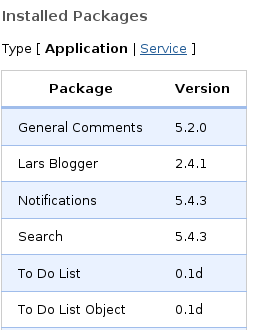 Installed Packages
Type [ Application | Service ]
Package Version
General Comments 5.2.0
Lars Blogger 2.4.1
Notifications 5.4.3
Search 5.4.3
To Do List 0.1d
To Do List Object 0.1d